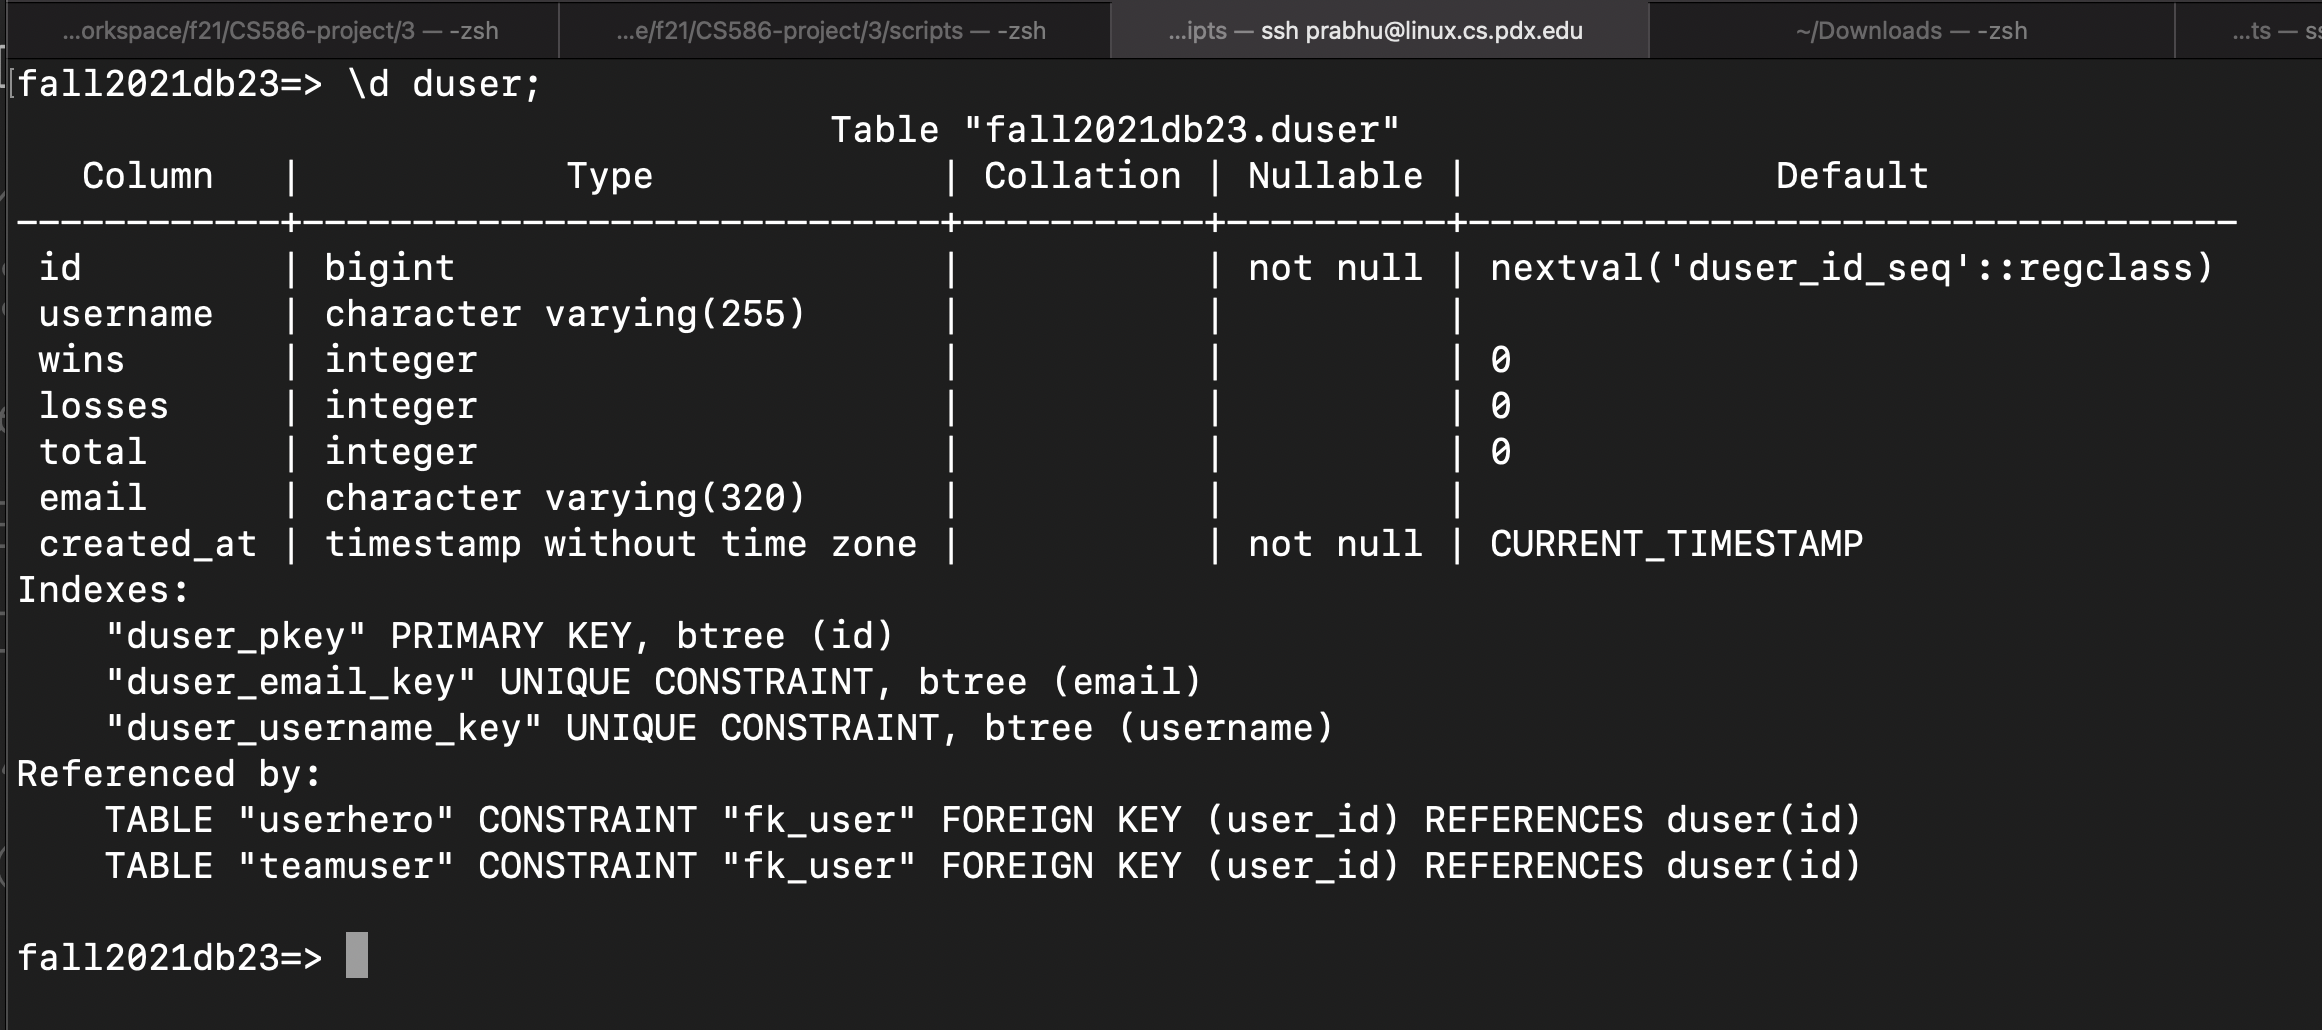 ...orkspace/f21/CS586-project/3 — -zsh
...e/f21/CS586-project/3/scripts — -zsh
...ipts — ssh prabhu@linux.cs.pdx.edu
~/Downloads — -zsh
...ts — ss
fall2021db23=> \d duser;
Table "fall2021db23.duser"
Column | Type | Collation | Nullable | Default
------------+-----------------------------+-----------+----------+-----------------------------------
id | bigint | | not null | nextval('duser_id_seq'::regclass)
username | character varying(255) | | |
wins | integer | | | 0
losses | integer | | | 0
total | integer | | | 0
email | character varying(320) | | |
created_at | timestamp without time zone | | not null | CURRENT_TIMESTAMP
Indexes:
"duser_pkey" PRIMARY KEY, btree (id)
"duser_email_key" UNIQUE CONSTRAINT, btree (email)
"duser_username_key" UNIQUE CONSTRAINT, btree (username)
Referenced by:
TABLE "userhero" CONSTRAINT "fk_user" FOREIGN KEY (user_id) REFERENCES duser(id)
TABLE "teamuser" CONSTRAINT "fk_user" FOREIGN KEY (user_id) REFERENCES duser(id)
fall2021db23=>